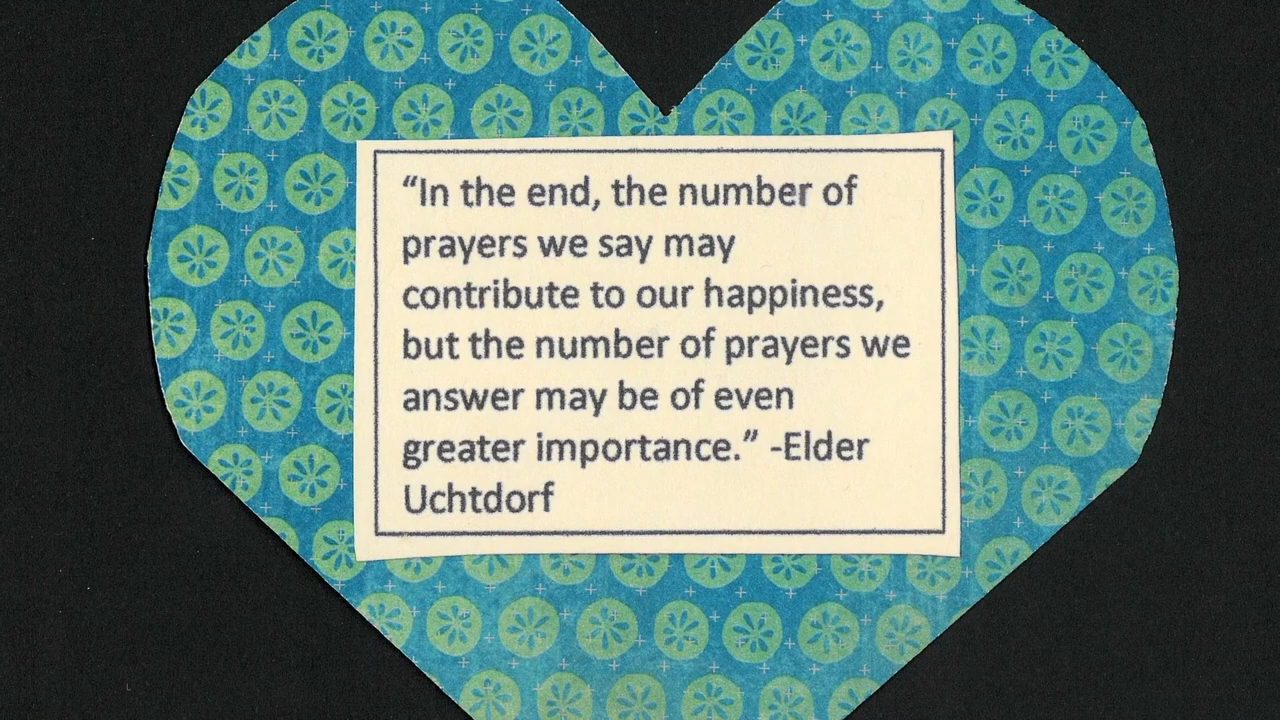 “In the end, the number of
prayers we say may
contribute to our happiness,
but the number of prayers we
answer may be of even
greater importance.” -Elder
Uchtdorf